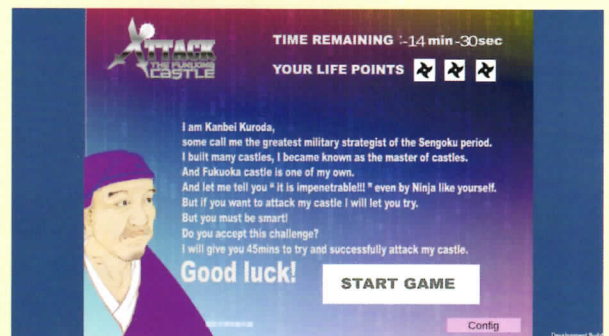 ATTACK
THE FUKUOKA
CASTLE
TIME REMAINING :-14 min -30sec
YOUR LIFE POINTS
I am Kanbei Kuroda,
some call me the greatest military strategist of the Sengoku period.
I built many castles, I became known as the master of castles.
And Fukuoka castle is one of my own.
And let me tell you " it is impenetrable!!! " even by Ninja like yourself.
But if you want to attack my castle I will let you try.
But you must be smart!
Do you accept this challenge?
I will give you 45mins to try and successfully attack my castle.
Good luck!
START GAME
Config
Development Build